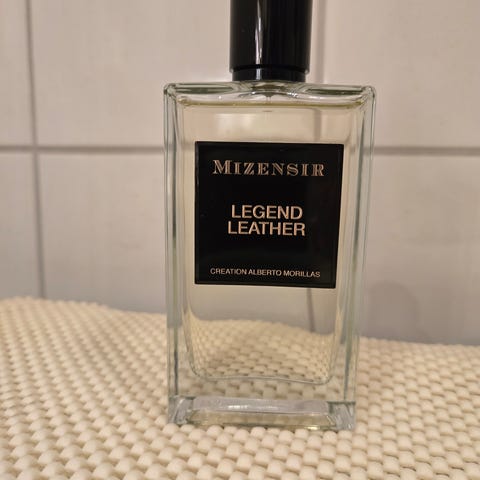 MIZENSIR
LEGEND
LEATHER
CREATION ALBERTO MORILLAS